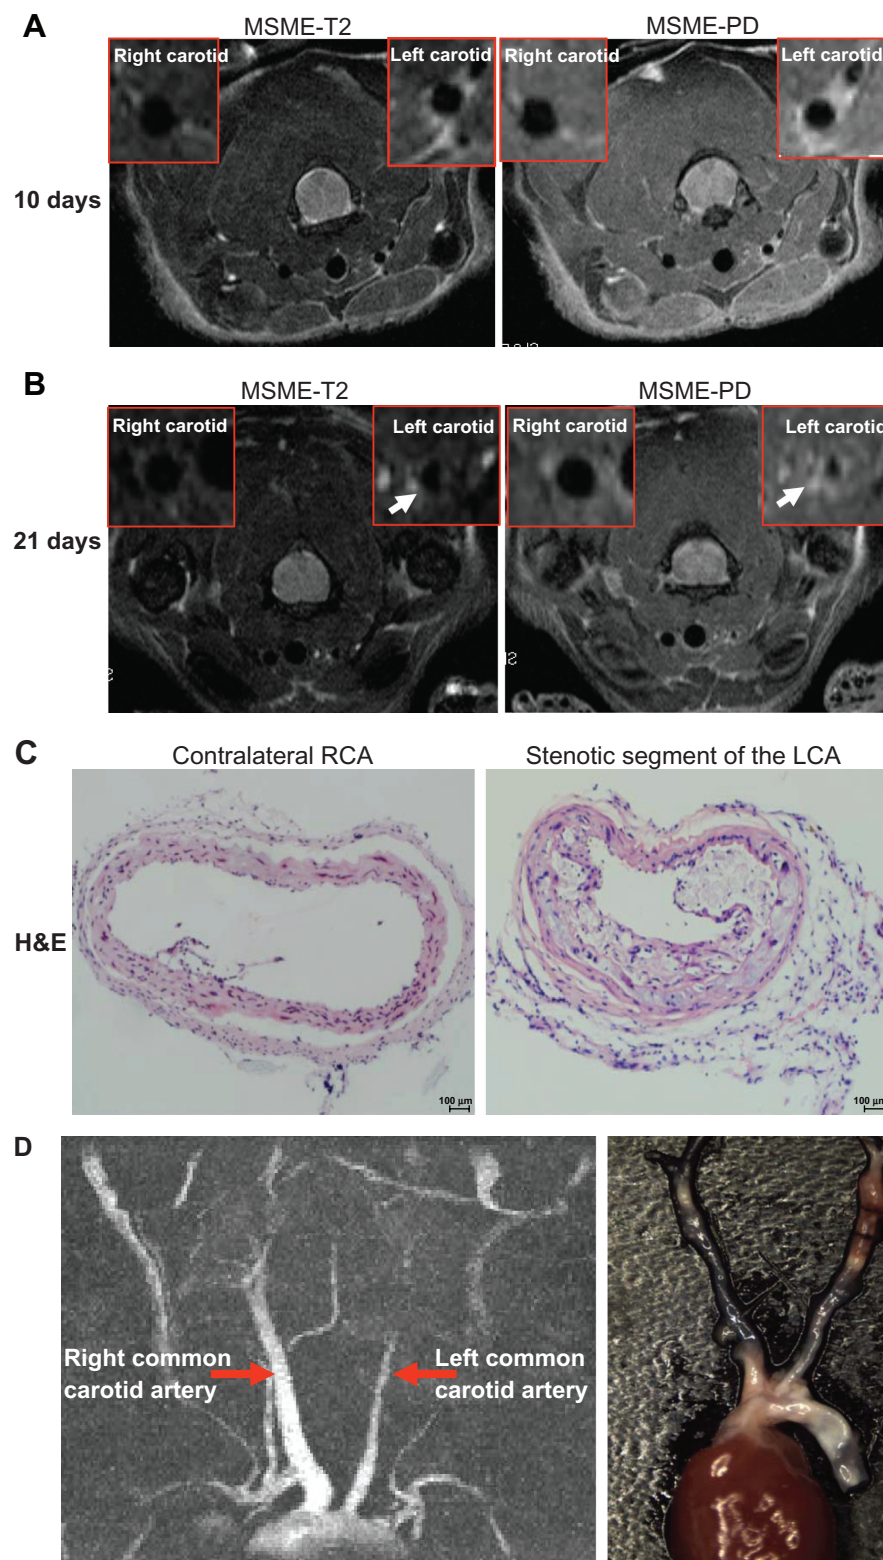 A
MSME-T2
MSME-PD
Right carotid
Left carotid
Right carotid
Left carotid
10 days
B
MSME-T2
MSME-PD
Right carotid
Left carotid
Right carotid
Left carotid
21 days
C
Contralateral RCA
Stenotic segment of the LCA
H&E
100 µm
100 µm
D
Right common
carotid artery
Left common
carotid artery